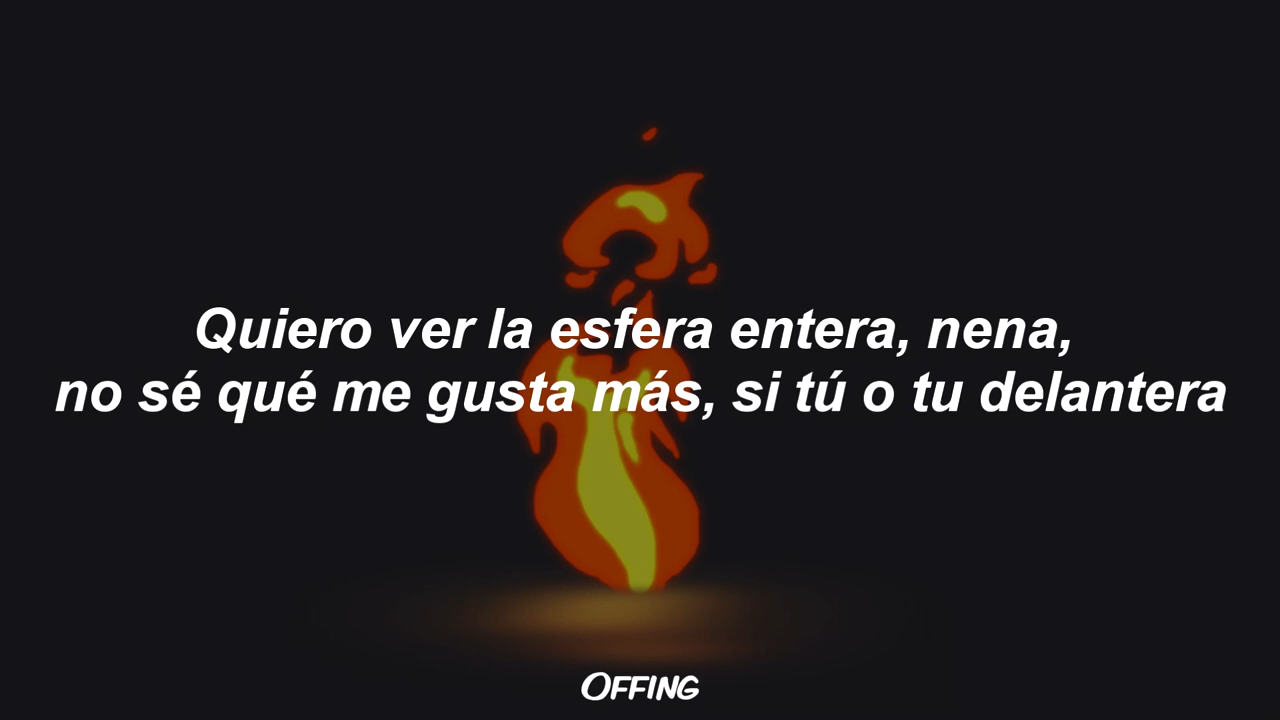 Quiero ver la esfera entera, nena,
no sé qué me gusta más, si tú o tu delantera
OFFING